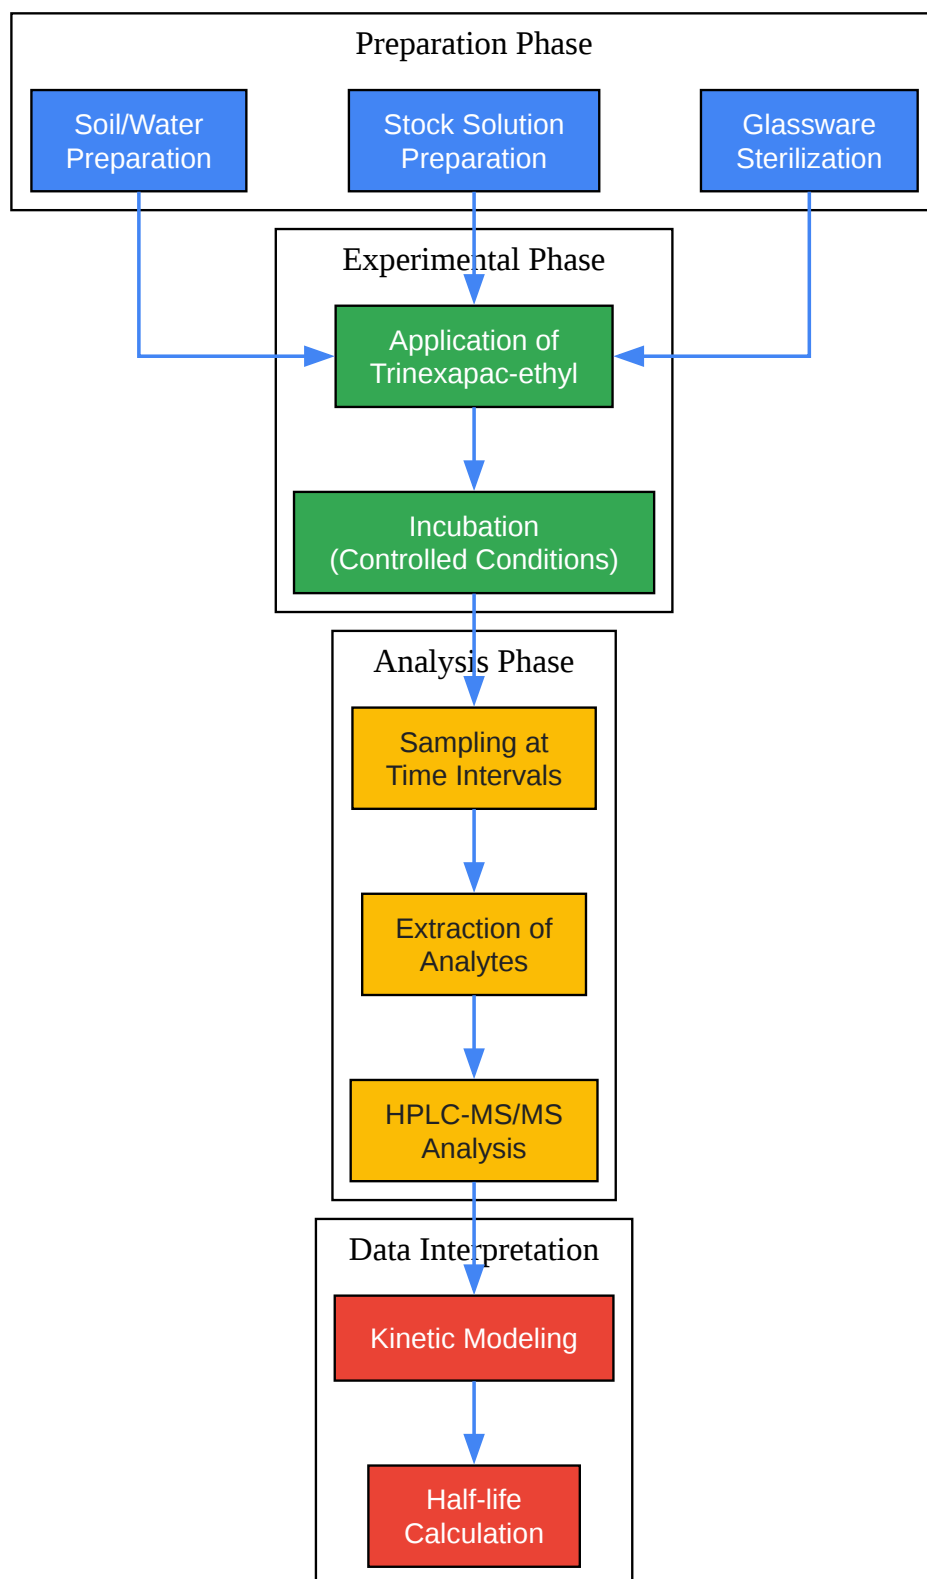 Preparation Phase
Soil/Water
Preparation
Stock Solution
Preparation
Glassware
Sterilization
Experimental Phase
Application of
Trinexapac-ethyl
Incubation
(Controlled Conditions)
Analysis Phase
Sampling at
Time Intervals
Extraction of
Analytes
HPLC-MS/MS
Analysis
Data Interpretation
Kinetic Modeling
Half-life
Calculation